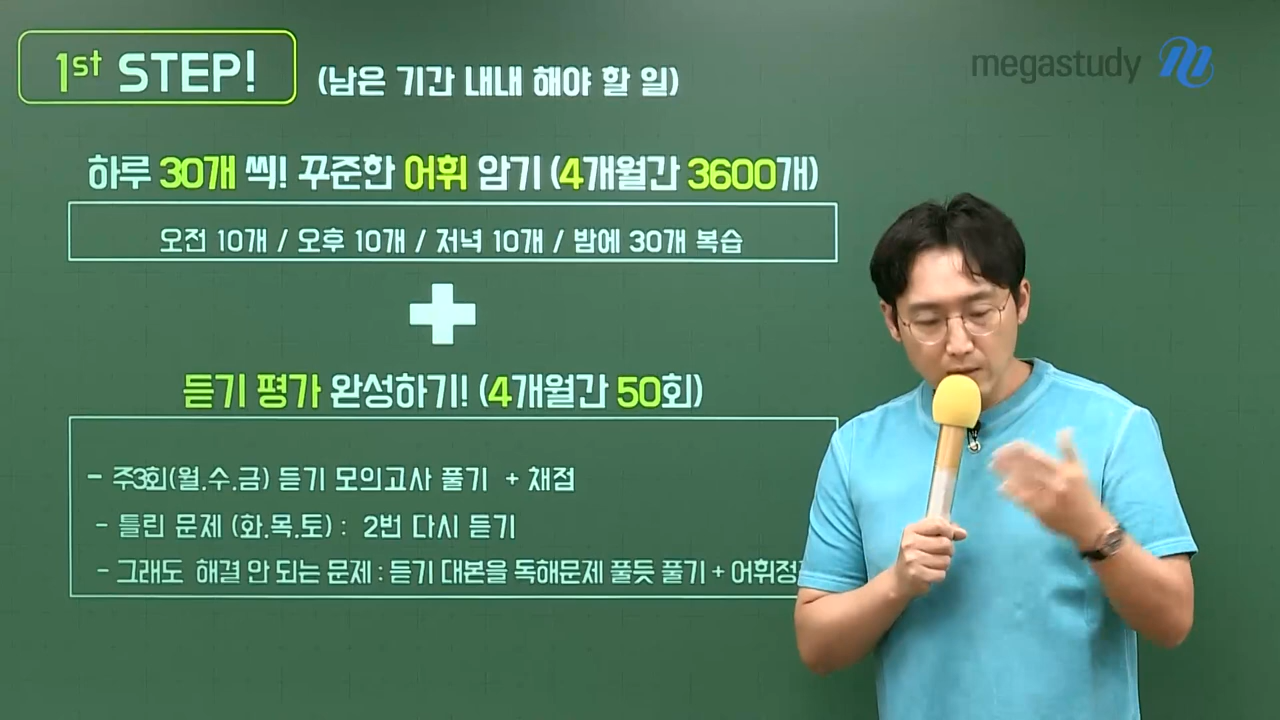 1st STEP! (남은 기간 내내 해야 할 일)
megastudy
하루 30개 씩! 꾸준한 어휘 암기 (4개월간 3600개)
오전 10개 / 오후 10개 / 저녁 10개 / 밤에 30개 복습
듣기 평가 완성하기! (4개월간 50회)
- 주3회(월.수.금) 듣기 모의고사 풀기 + 채점
- 틀린 문제 (화.목.토) : 2번 다시 듣기
- 그래도 해결 안 되는 문제 : 듣기 대본을 독해문제 풀듯 풀기 +